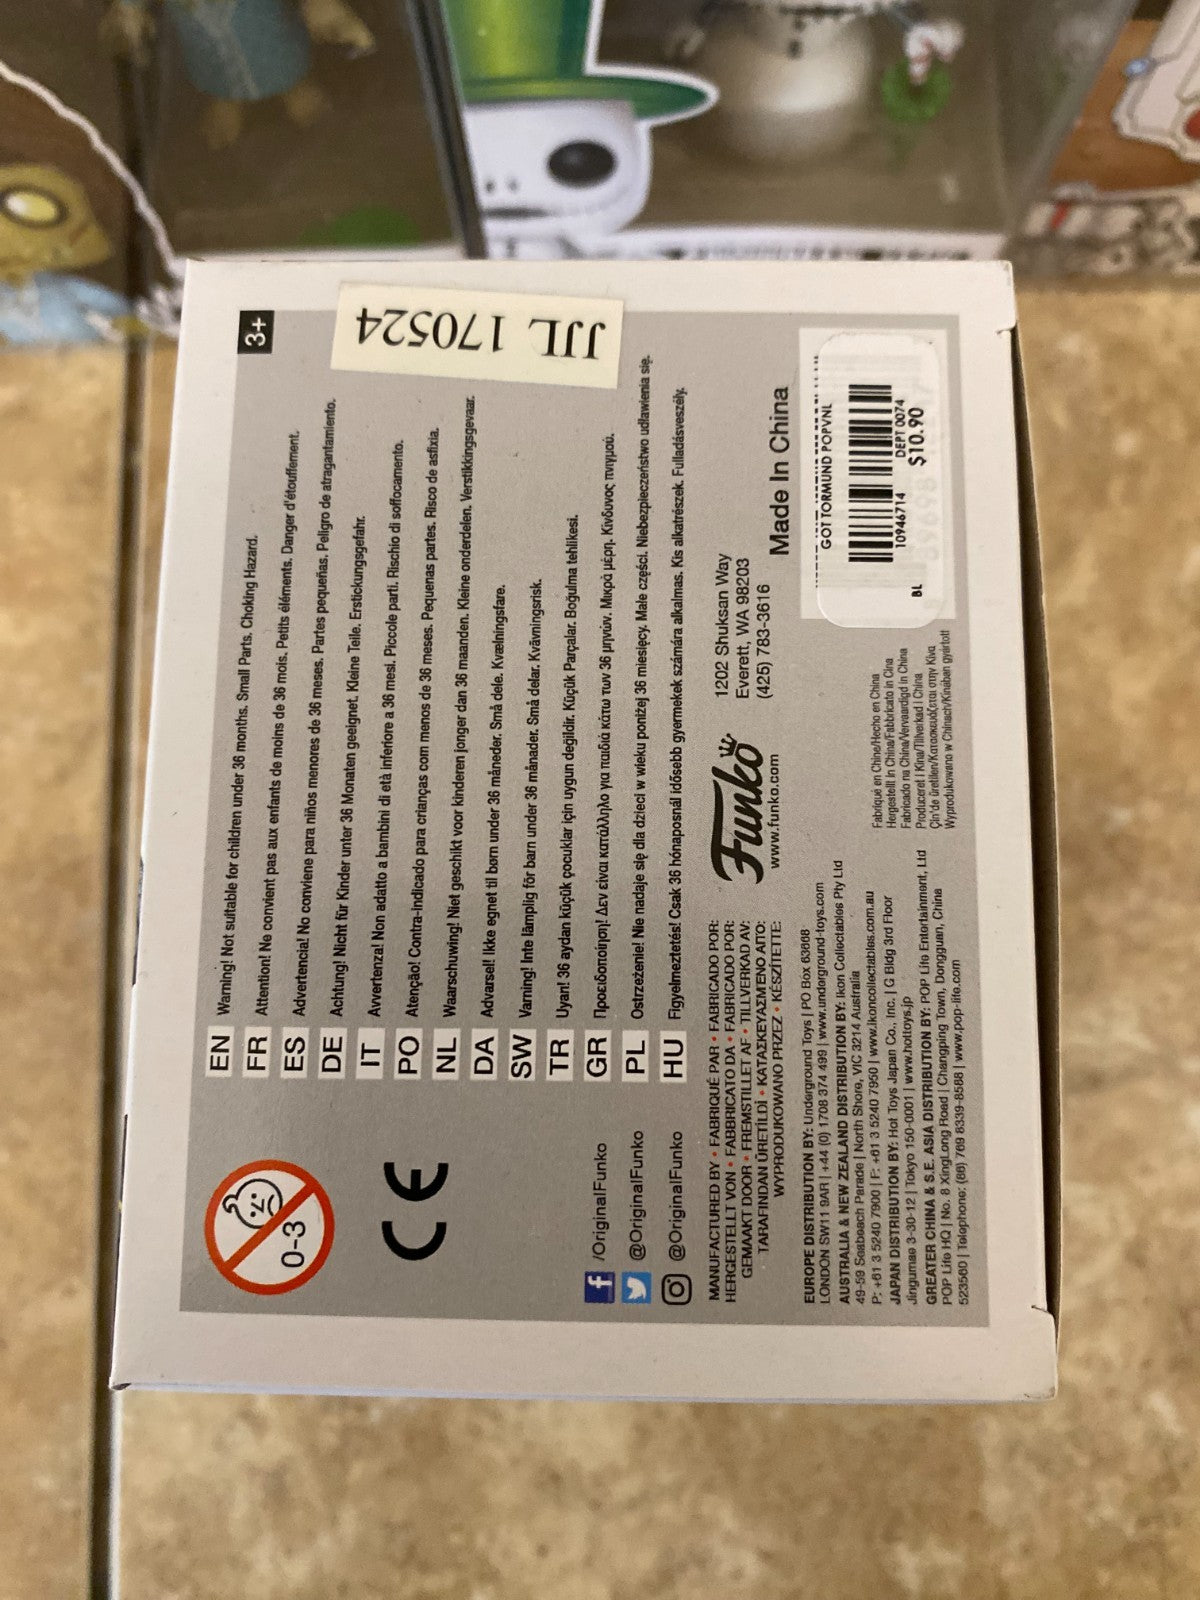 3+
JJL 170524
EN Warning! Not suitable for children under 36 months. Small Parts. Choking Hazard.
FR Attention! Ne convient pas aux enfants de moins de 36 mois. Petits éléments. Danger d'étouffement.
ES Advertencia! No conviene para niños menores de 36 meses. Partes pequeñas. Peligro de atragantamiento.
DE Achtung! Nicht für Kinder unter 36 Monaten geeignet. Kleine Teile. Erstickungsgefahr.
IT Avvertenza! Non adatto a bambini di età inferiore a 36 mesi. Piccole parti. Rischio di soffocamento.
PO Atenção! Contra-indicado para crianças com menos de 36 meses. Pequenas partes. Risco de asfixia.
NL Waarschuwing! Niet geschikt voor kinderen jonger dan 36 maanden. Kleine onderdelen. Verstikkingsgevaar.
DA Advarsel! Ikke egnet til børn under 36 måneder. Små dele. Kvælningsfare.
SW Varning! Inte lämplig för barn under 36 månader. Små delar. Kvävningsrisk.
TR Uyarı! 36 aydan küçük çocuklar için uygun değildir. Küçük Parçalar. Boğulma tehlikesi.
GR Προειδοποίηση! Δεν είναι κατάλληλο για παιδιά κάτω των 36 μηνών. Μικρά μέρη. Κίνδυνος πνιγμού.
PL Ostrzeżenie! Nie nadaje się dla dzieci w wieku poniżej 36 miesięcy. Małe części. Niebezpieczeństwo udławienia się.
HU Figyelmeztetés! Csak 36 hónaposnál idősebb gyermekek számára alkalmas. Kis alkatrészek. Fulladásveszély.
0-3
CE
/OriginalFunko
@OriginalFunko
@OriginalFunko
MANUFACTURED BY • FABRIQUÉ PAR • FABRICADO POR:
HERGESTELLT VON • FABBRICATO DA • FABRICADO POR:
GEMAAKT DOOR • FREMSTILLET AF • TILLVERKAD AV:
TARAFINDAN ÜRETİLDİ • ΚΑΤΑΣΚΕΥΑΣΜΕΝΟ ΑΠΟ:
WYPRODUKOWANO PRZEZ • KÉSZÍTETTE:
Funko
www.funko.com
1202 Shuksan Way
Everett, WA 98203
(425) 783-3616
Made In China
EUROPE DISTRIBUTION BY: Underground Toys | PO Box 63868
LONDON SW11 9AR | +44 (0) 1708 374 499 | www.underground-toys.com
AUSTRALIA & NEW ZEALAND DISTRIBUTION BY: Ikon Collectables Pty Ltd
49-59 Seabeach Parade | North Shore, VIC 3214 Australia
P: +61 3 5240 7900 | F: +61 3 5240 7950 | www.ikoncollectables.com.au
JAPAN DISTRIBUTION BY: Hot Toys Japan Co., Inc. | G Bldg 3rd Floor
Jingumae 3-30-12 | Tokyo 150-0001 | www.hottoys.jp
GREATER CHINA & S.E. ASIA DISTRIBUTION BY: POP Life Entertainment, Ltd
POP Life HQ | No. 8 XingLong Road | Changping Town, Dongguan, China
523560 | Telephone: (86) 769 8339-8588 | www.pop-life.com
Fabriqué en Chine/Hecho en China
Hergestellt in China/Fabbricato in Cina
Fabricado na China/Vervaardigd in China
Produceret i Kina/Tillverkad i China
Çin'de üretilen/Κατασκευάζεται στην Κίνα
Wyprodukowano w Chinach/Kínában gyártott
GOT TORMUND POPVNL
10946714 DEPT 0074
BL $10.90